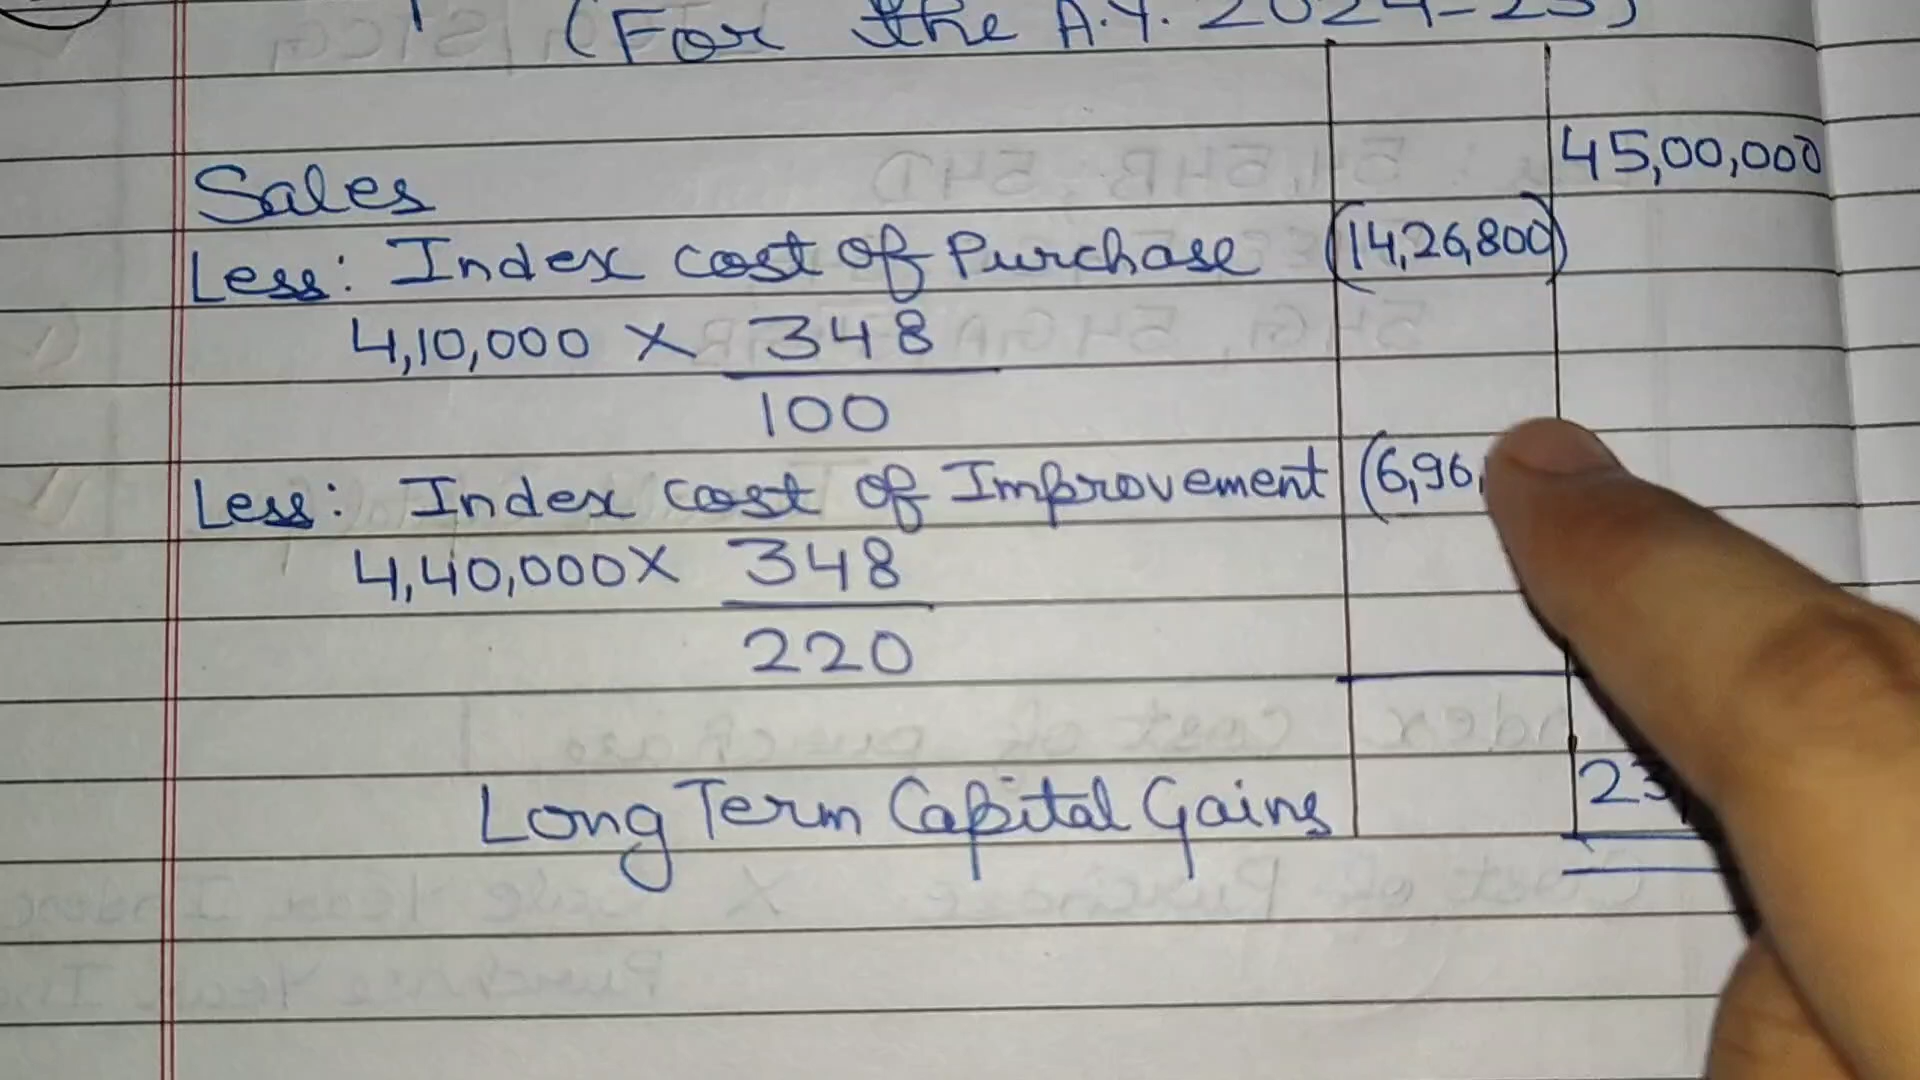 (For the A.Y. 2024-25)
Sales 45,00,000
Less: Index cost of Purchase (14,26,800)
4,10,000 X 348
100
Less: Index cost of Improvement (6,96,
4,40,000 X 348
220
Long Term Capital Gains 23,